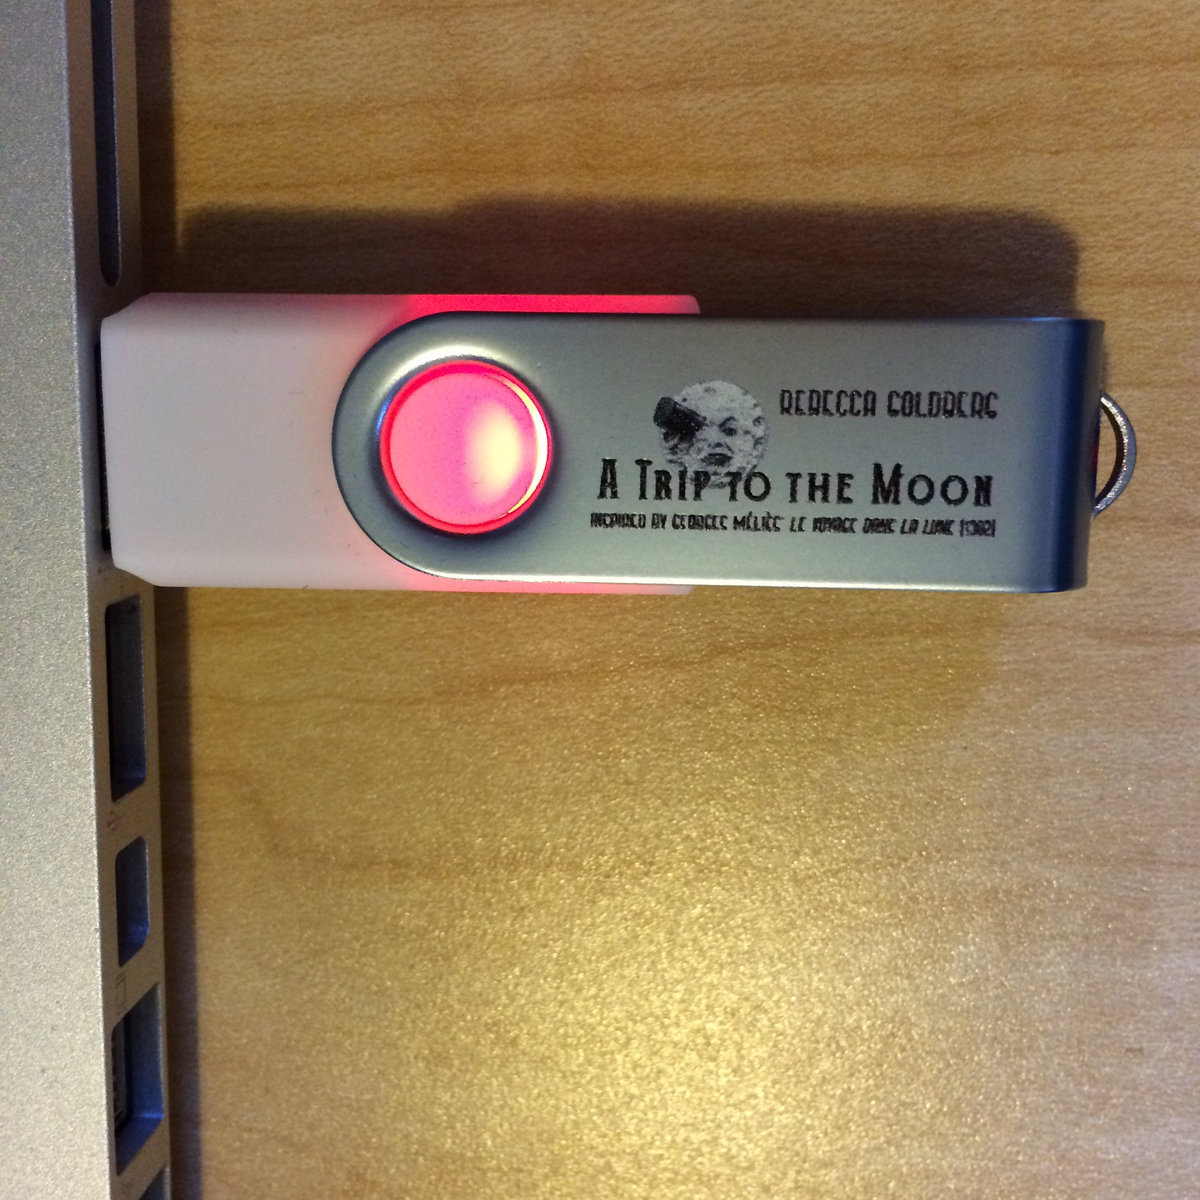 REBECCA GOLDBERG
A TRIP TO THE MOON
INSPIRED BY GEORGES MÉLIÈS' LE VOYAGE DANS LA LUNE (1902)